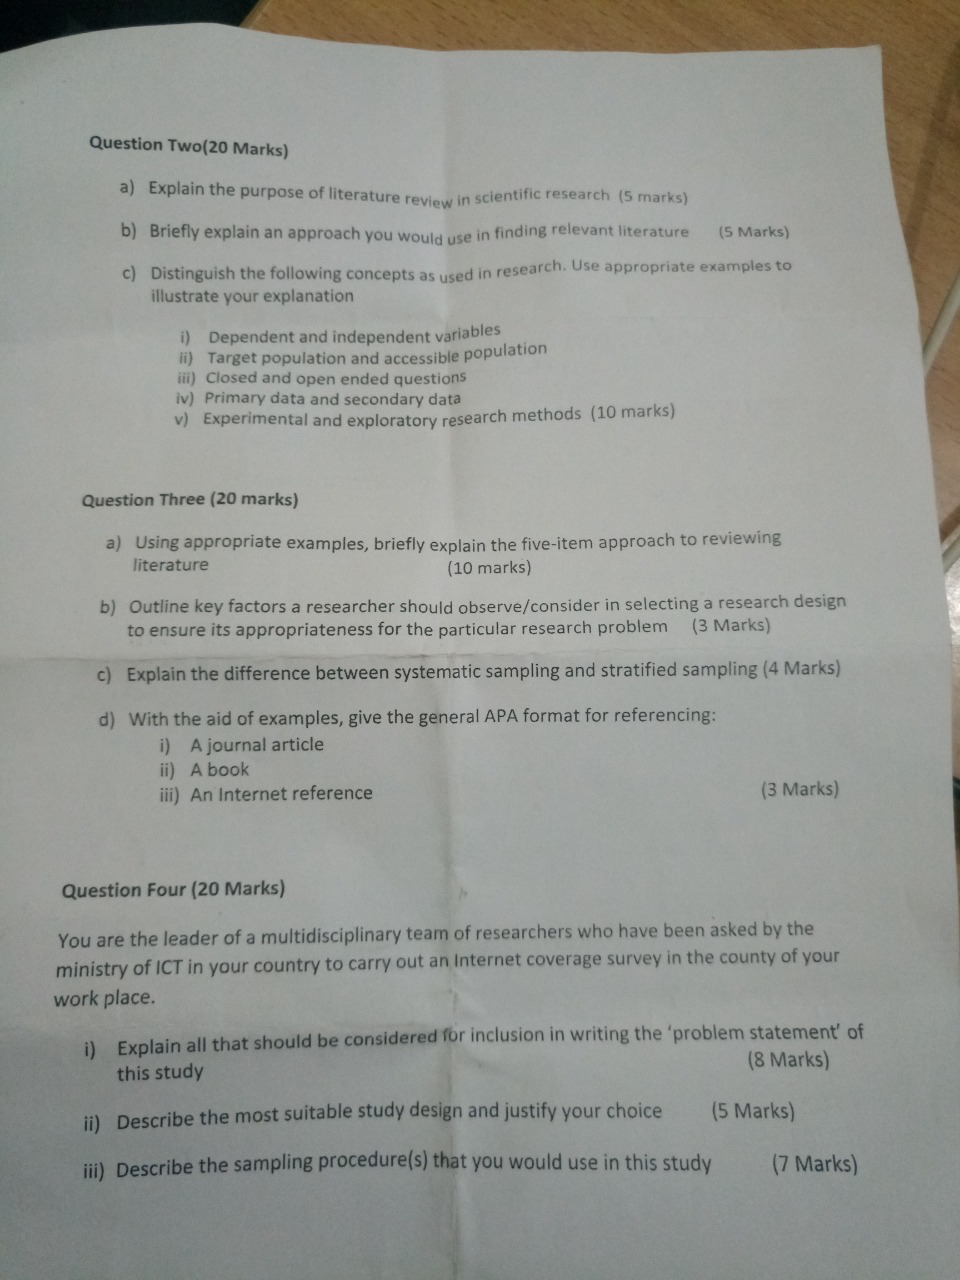 Question Two(20 Marks)
a) Explain the purpose of literature review in scientific research (5 marks)
b) Briefly explain an approach you would use in finding relevant literature (5 Marks)
c) Distinguish the following concepts as used in research. Use appropriate examples to
illustrate your explanation
i) Dependent and independent variables
ii) Target population and accessible population
iii) Closed and open ended questions
iv) Primary data and secondary data
v) Experimental and exploratory research methods (10 marks)
Question Three (20 marks)
a) Using appropriate examples, briefly explain the five-item approach to reviewing
literature (10 marks)
b) Outline key factors a researcher should observe/consider in selecting a research design
to ensure its appropriateness for the particular research problem (3 Marks)
c) Explain the difference between systematic sampling and stratified sampling (4 Marks)
d) With the aid of examples, give the general APA format for referencing:
i) A journal article
ii) A book
iii) An Internet reference (3 Marks)
Question Four (20 Marks)
You are the leader of a multidisciplinary team of researchers who have been asked by the
ministry of ICT in your country to carry out an Internet coverage survey in the county of your
work place.
i) Explain all that should be considered for inclusion in writing the 'problem statement' of
this study (8 Marks)
ii) Describe the most suitable study design and justify your choice (5 Marks)
iii) Describe the sampling procedure(s) that you would use in this study (7 Marks)